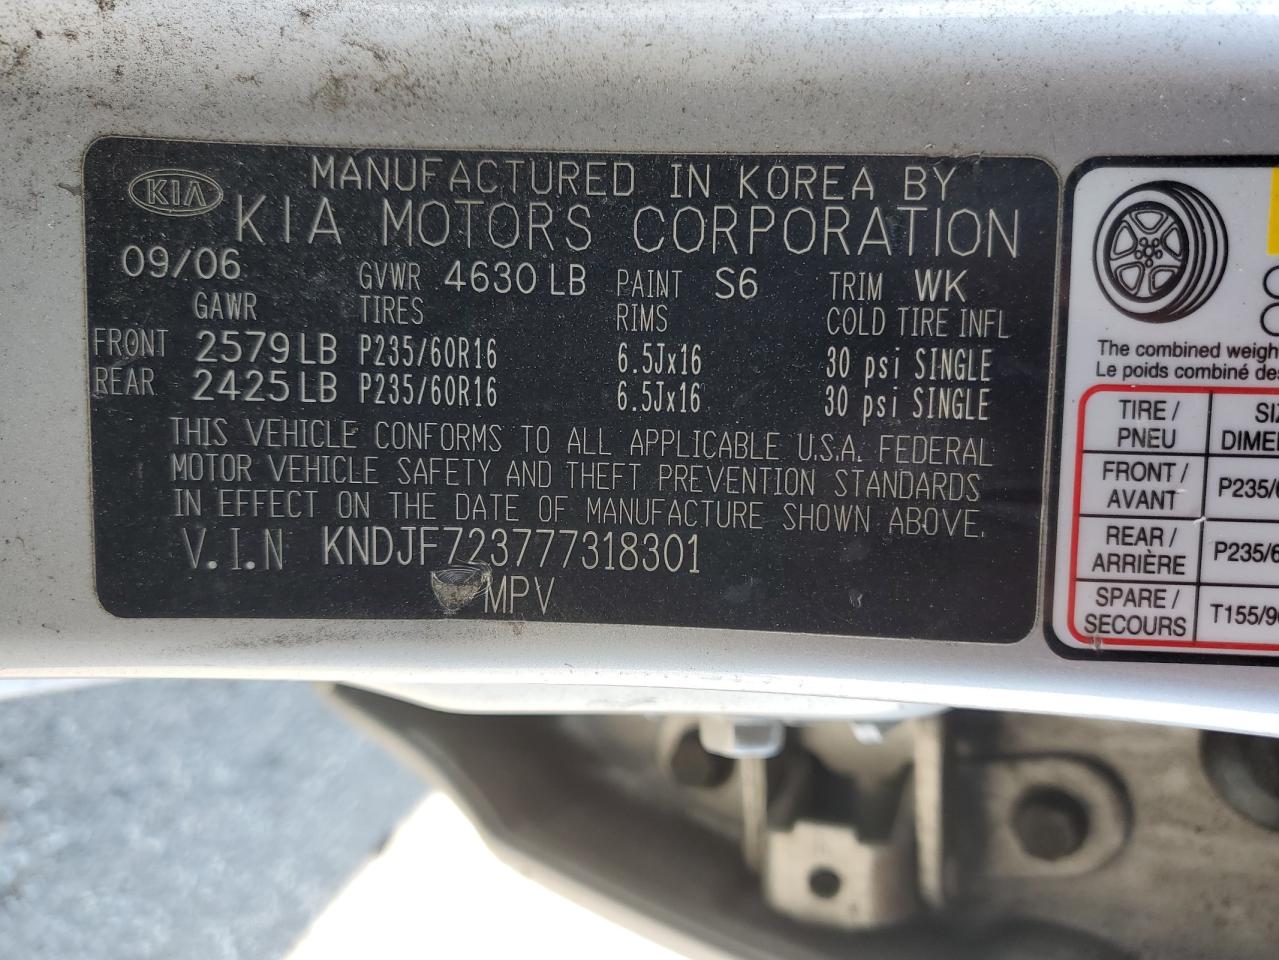 KIA
MANUFACTURED IN KOREA BY
KIA MOTORS CORPORATION
09/06 GVWR 4630 LB PAINT S6 TRIM WK
GAWR TIRES RIMS COLD TIRE INFL
FRONT 2579 LB P235/60R16 6.5Jx16 30 psi SINGLE
REAR 2425 LB P235/60R16 6.5Jx16 30 psi SINGLE
THIS VEHICLE CONFORMS TO ALL APPLICABLE U.S.A. FEDERAL
MOTOR VEHICLE SAFETY AND THEFT PREVENTION STANDARDS
IN EFFECT ON THE DATE OF MANUFACTURE SHOWN ABOVE.
V.I.N KNDJF723777318301
MPV
The combined weigh
Le poids combiné des
TIRE / PNEU
FRONT / AVANT
P235/6
REAR / ARRIÈRE
P235/6
SPARE / SECOURS
T155/90